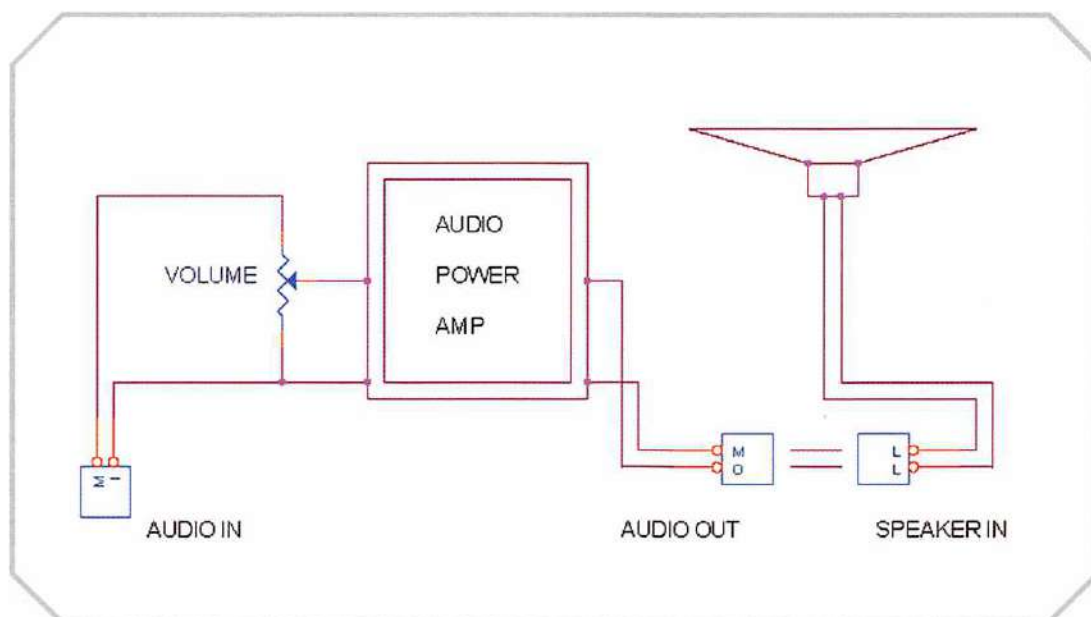 AUDIO
VOLUME
POWER
AMP
M
I
AUDIO IN
M
O
AUDIO OUT
L
L
SPEAKER IN